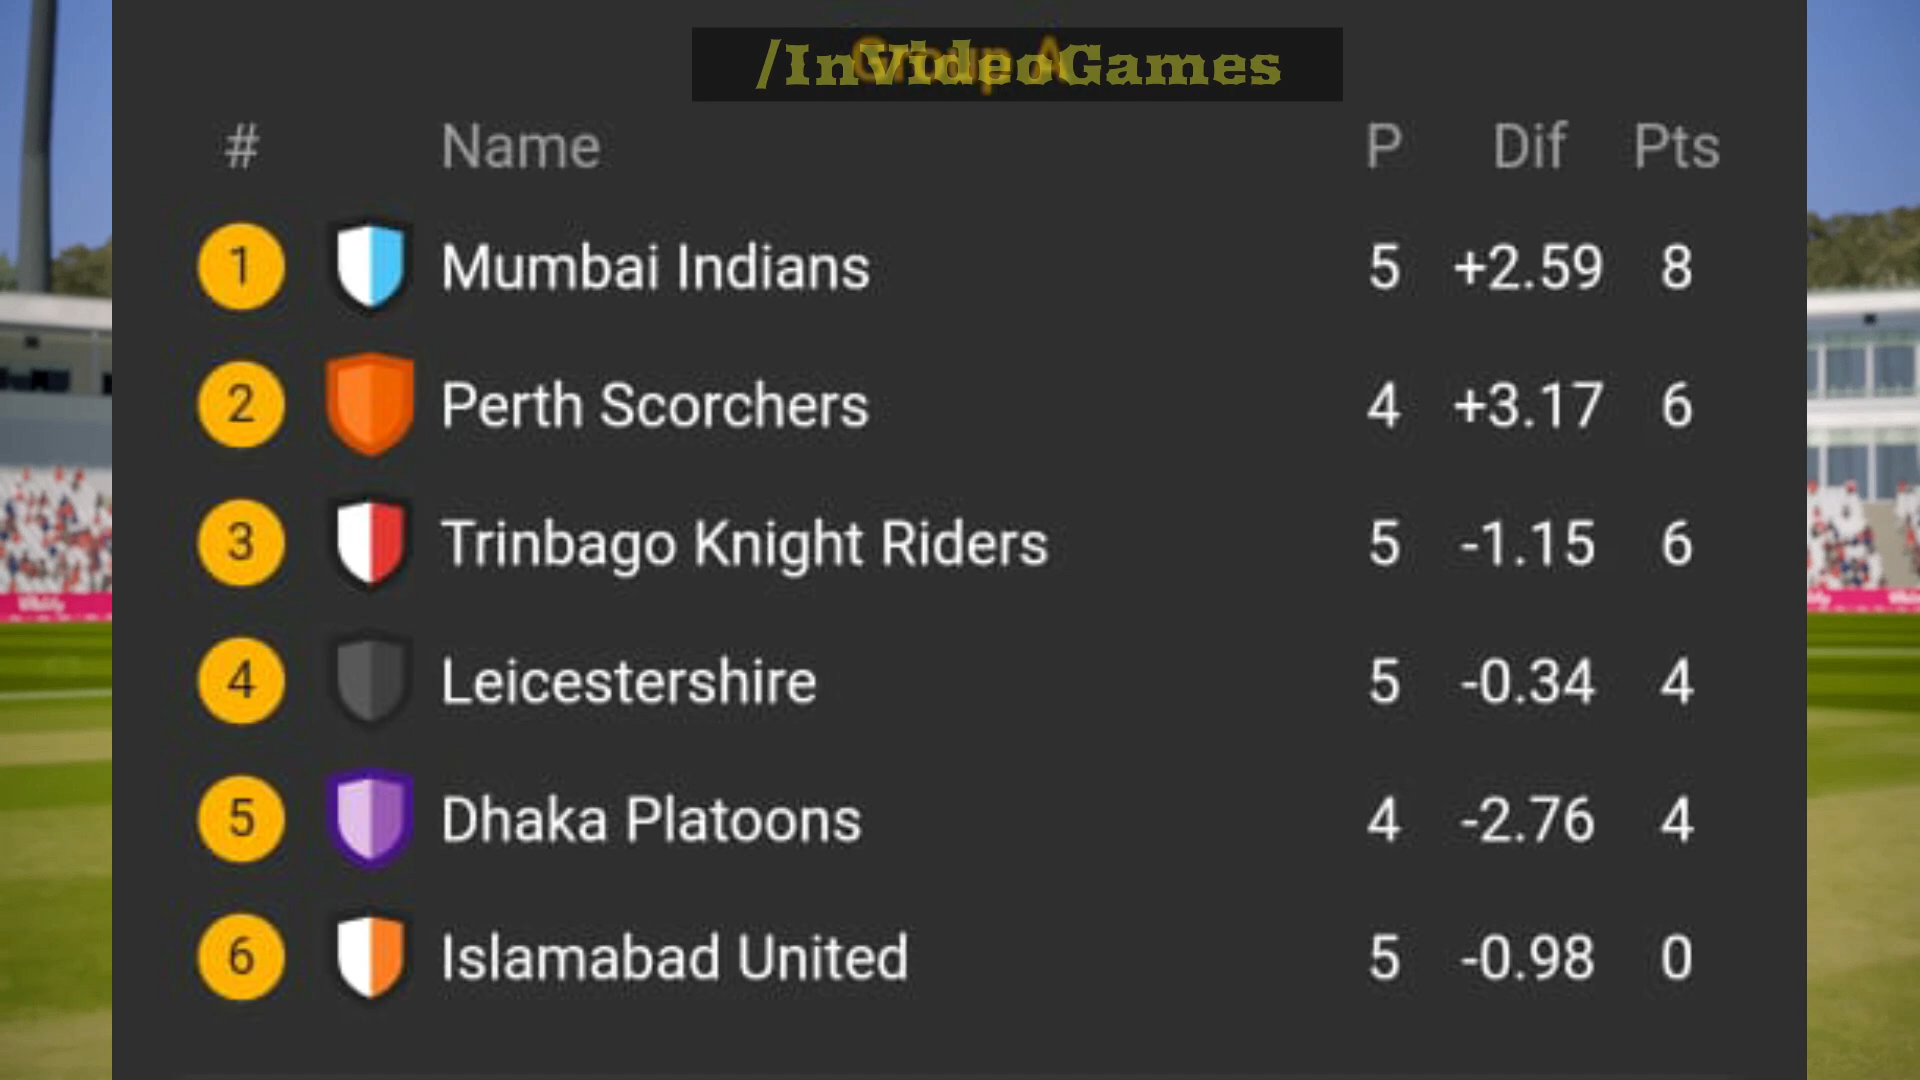 Group A
/InVideoGames
# Name P Dif Pts
1 Mumbai Indians 5 +2.59 8
2 Perth Scorchers 4 +3.17 6
3 Trinbago Knight Riders 5 -1.15 6
4 Leicestershire 5 -0.34 4
5 Dhaka Platoons 4 -2.76 4
6 Islamabad United 5 -0.98 0